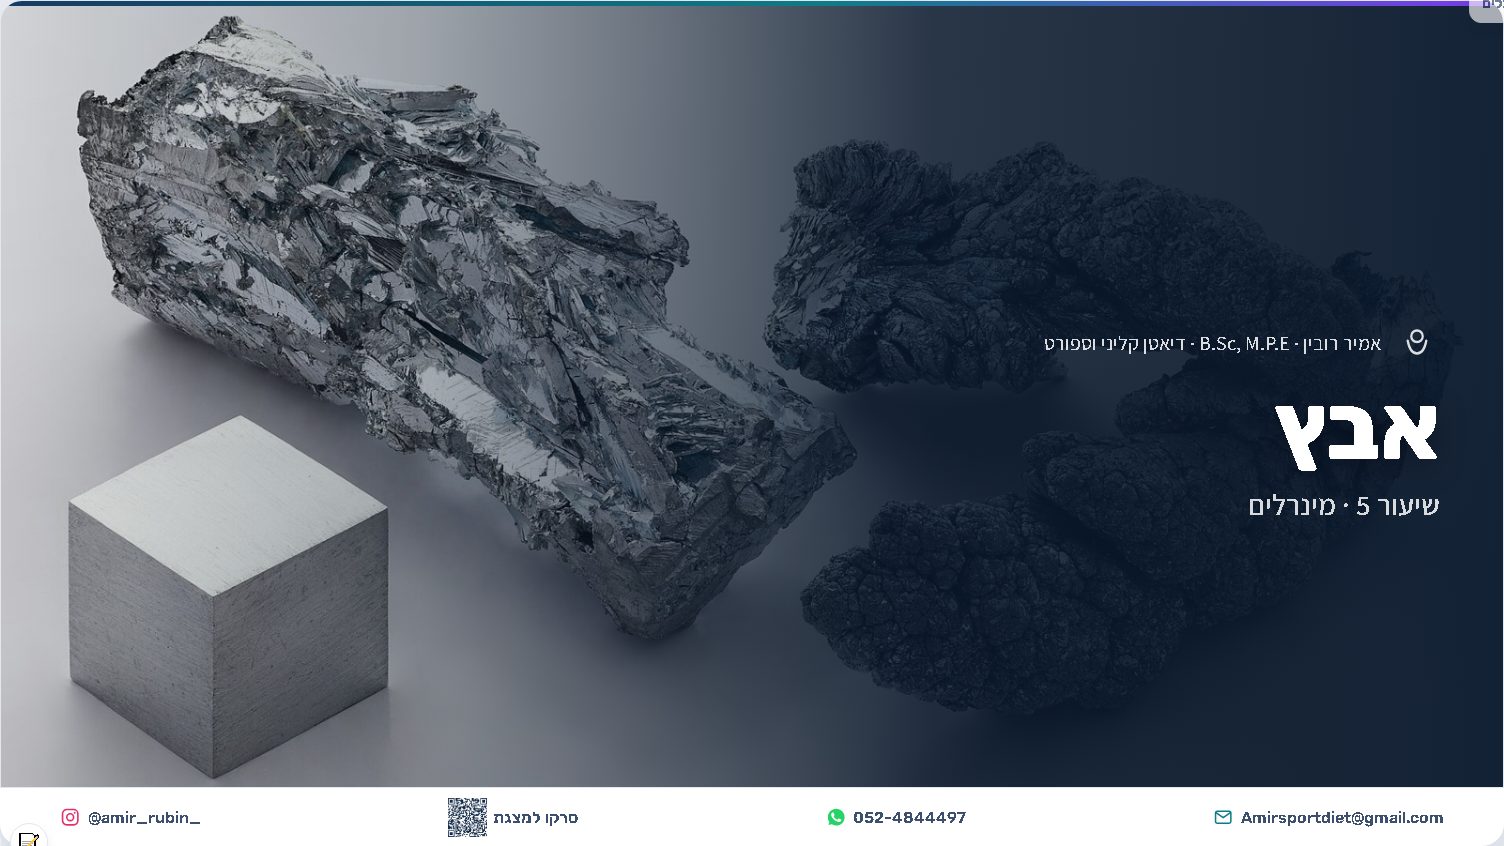 אמיר רובין · B.Sc, M.P.E · דיאטן קליני וספורט
אבץ
שיעור 5 · מינרלים
@amir_rubin_
סרקו למצגת
052-4844497
Amirsportdiet@gmail.com